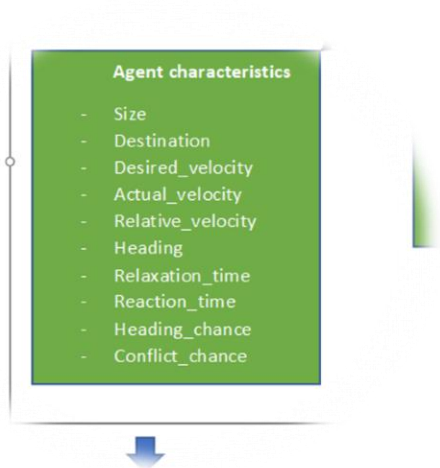 Agent characteristics
- Size
- Destination
- Desired_velocity
- Actual_velocity
- Relative_velocity
- Heading
- Relaxation_time
- Reaction_time
- Heading_chance
- Conflict_chance